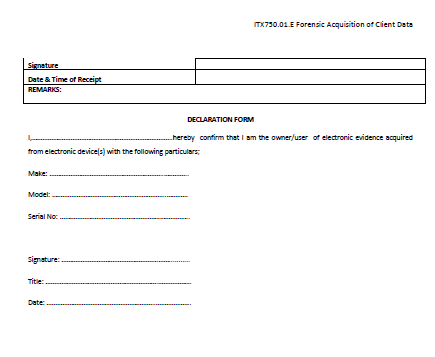 ITX750.01.E Forensic Acquisition of Client Data
Signature
Date & Time of Receipt
REMARKS:
DECLARATION FORM
I,..............................................................hereby confirm that I am the owner/user of electronic evidence acquired
from electronic device(s) with the following particulars;
Make: ..............................................................
Model: ..............................................................
Serial No: ..............................................................
Signature: ..............................................................
Title: ..............................................................
Date: ..............................................................